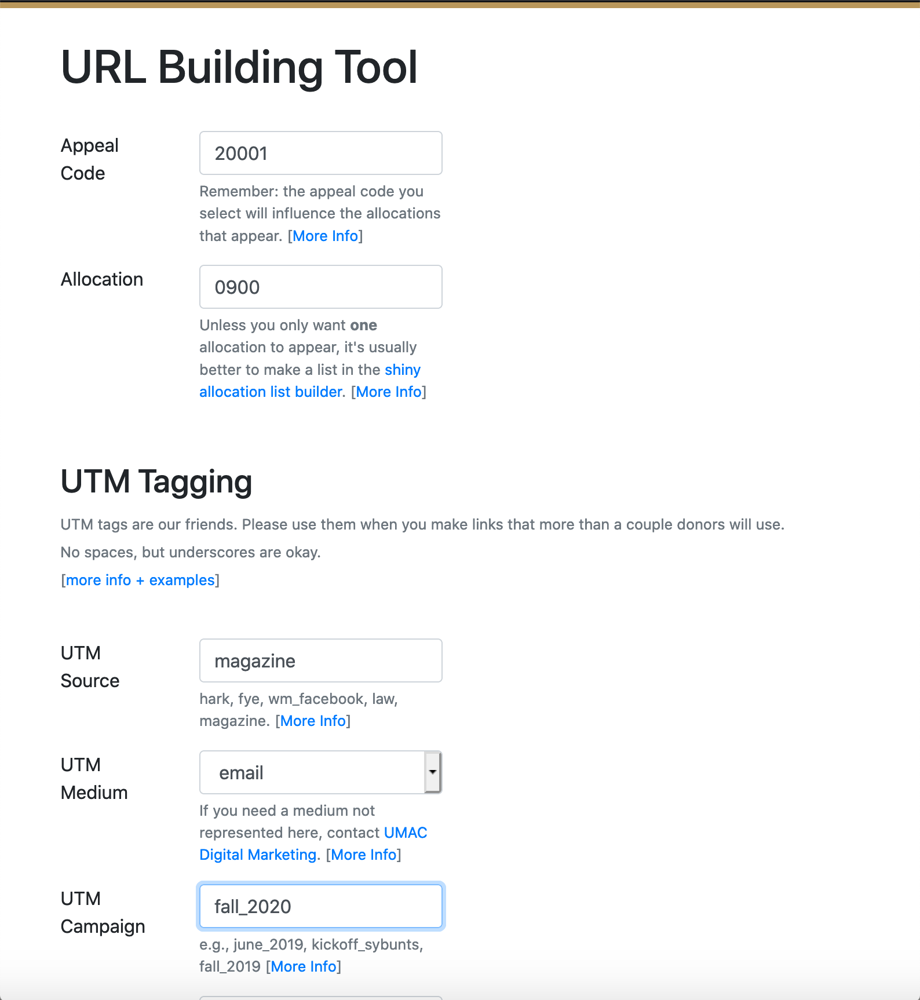 URL Building Tool
Appeal
Code
20001
Remember: the appeal code you
select will influence the allocations
that appear. [More Info]
Allocation
0900
Unless you only want one
allocation to appear, it's usually
better to make a list in the shiny
allocation list builder. [More Info]
UTM Tagging
UTM tags are our friends. Please use them when you make links that more than a couple donors will use.
No spaces, but underscores are okay.
[more info + examples]
UTM
Source
magazine
hark, fye, wm_facebook, law,
magazine. [More Info]
UTM
Medium
email
If you need a medium not
represented here, contact UMAC
Digital Marketing. [More Info]
UTM
Campaign
fall_2020
e.g., june_2019, kickoff_sybunts,
fall_2019 [More Info]